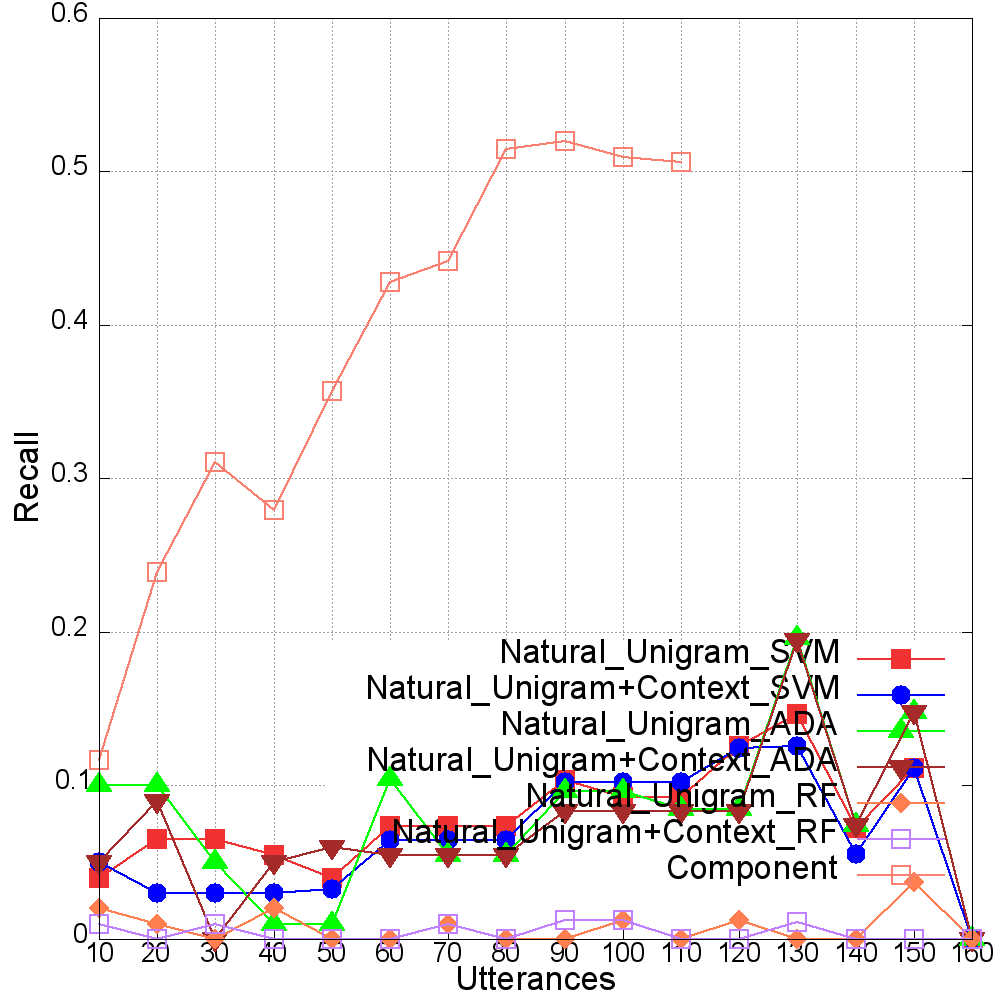 0.6
0.5
0.4
0.3
0.2
0.1
0
Recall
Natural_Unigram_SVM
Natural_Unigram+Context_SVM
Natural_Unigram_ADA
Natural_Unigram+Context_ADA
Natural_Unigram_RF
Natural_Unigram+Context_RF
Component
10 20 30 40 50 60 70 80 90 100 110 120 130 140 150 160
Utterances